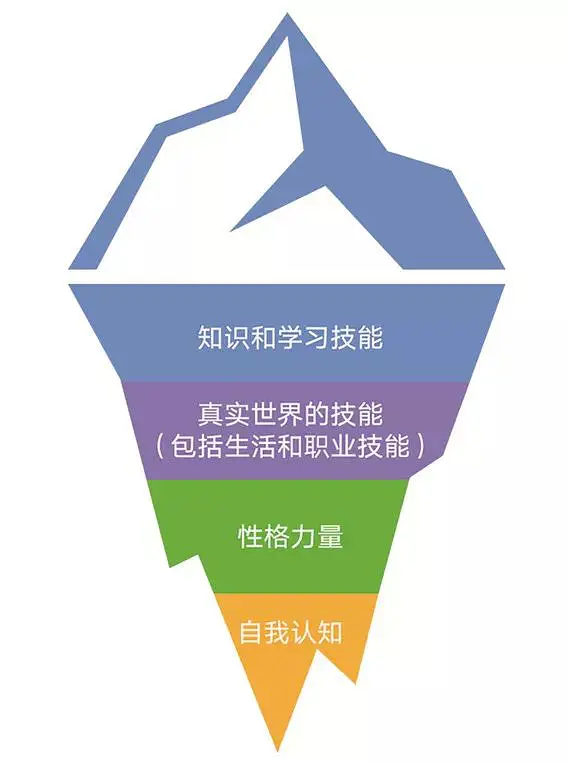 知识和学习技能
真实世界的技能
（包括生活和职业技能）
性格力量
自我认知